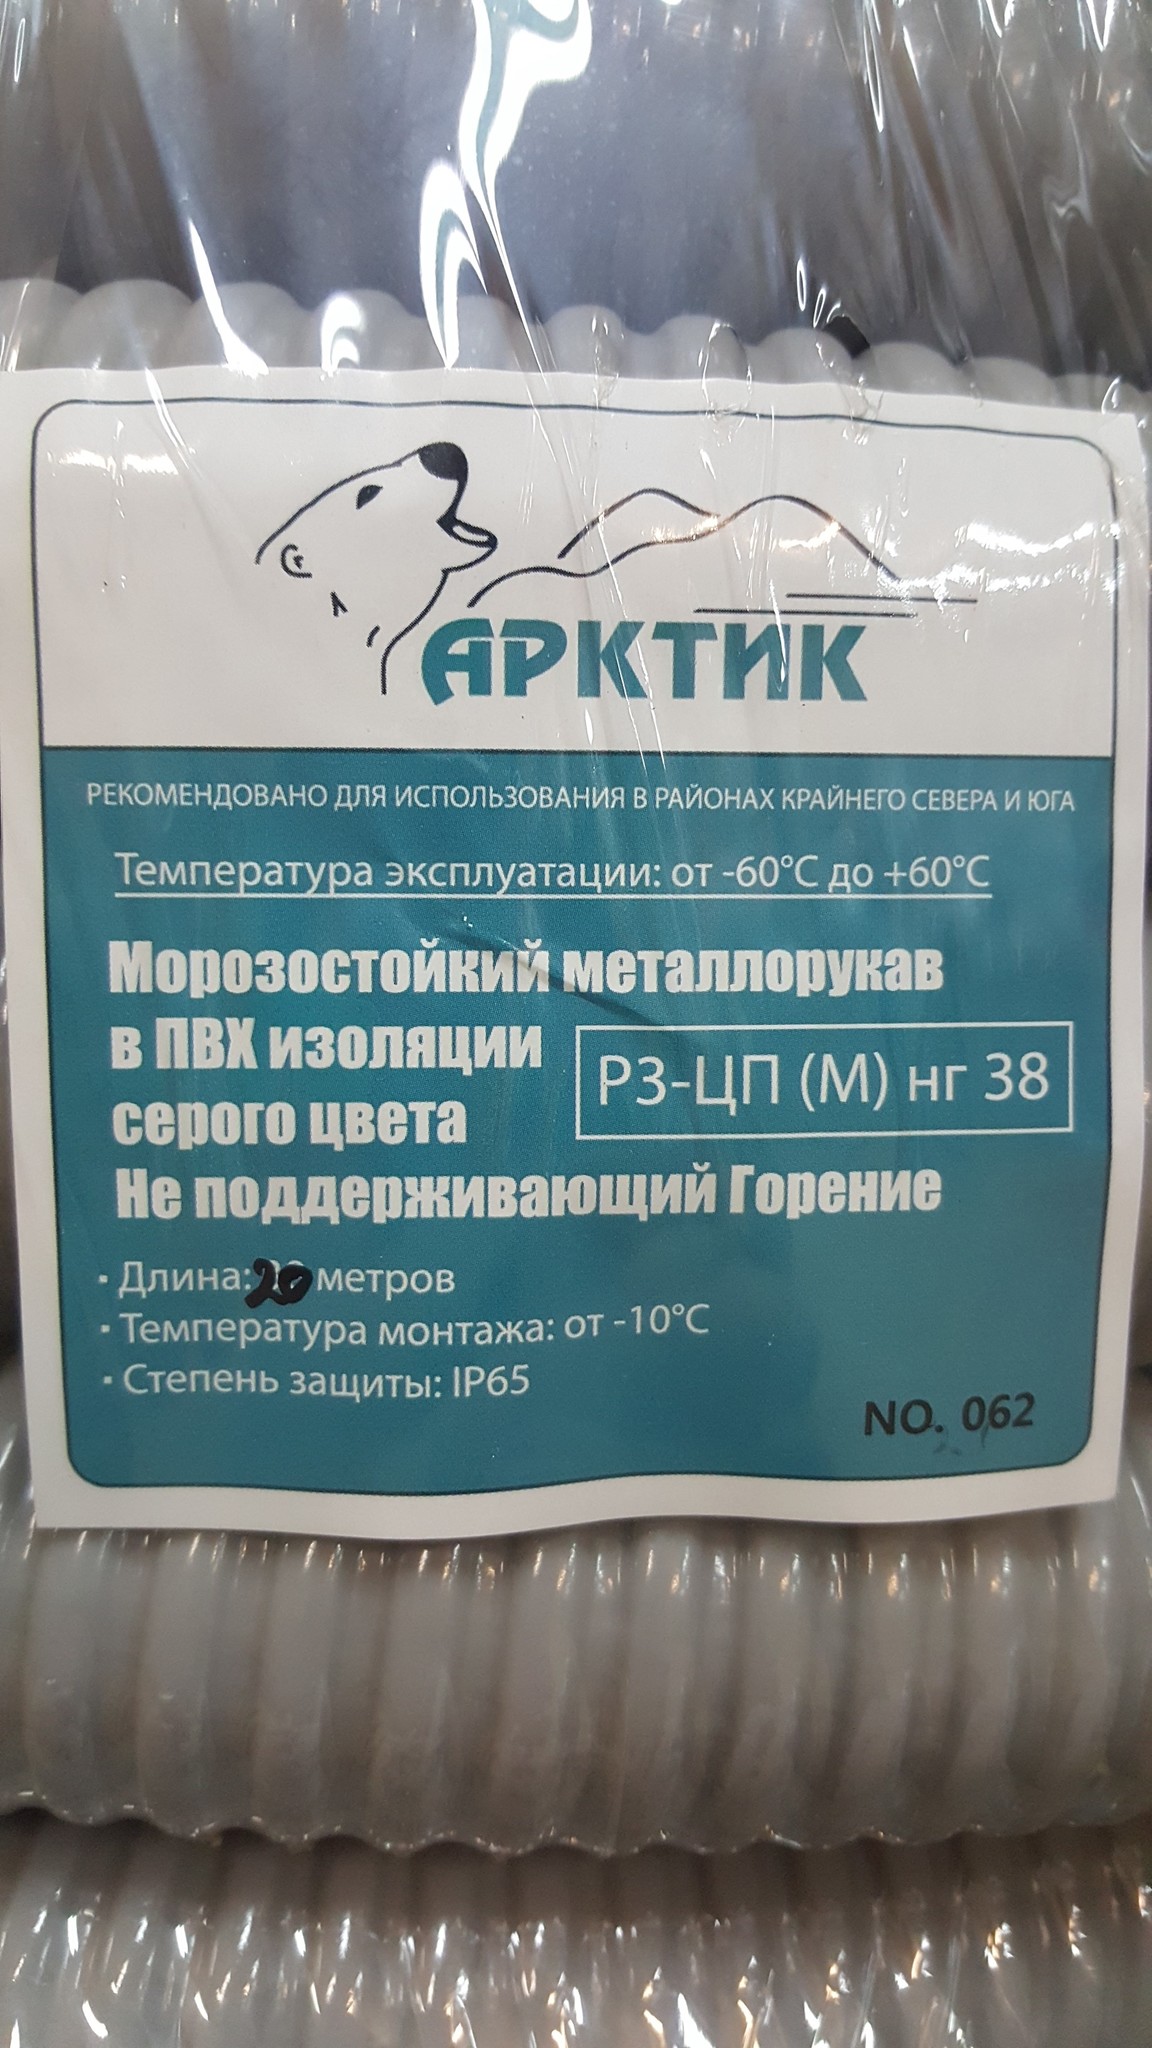 АРКТИК
РЕКОМЕНДОВАНО ДЛЯ ИСПОЛЬЗОВАНИЯ В РАЙОНАХ КРАЙНЕГО СЕВЕРА И ЮГА
Температура эксплуатации: от -60°C до +60°C
Морозостойкий металлорукав
в ПВХ изоляции
серого цвета
РЗ-ЦП (М) нг 38
Не поддерживающий Горение
· Длина: 20 метров
· Температура монтажа: от -10°C
· Степень защиты: IP65
NO. 062